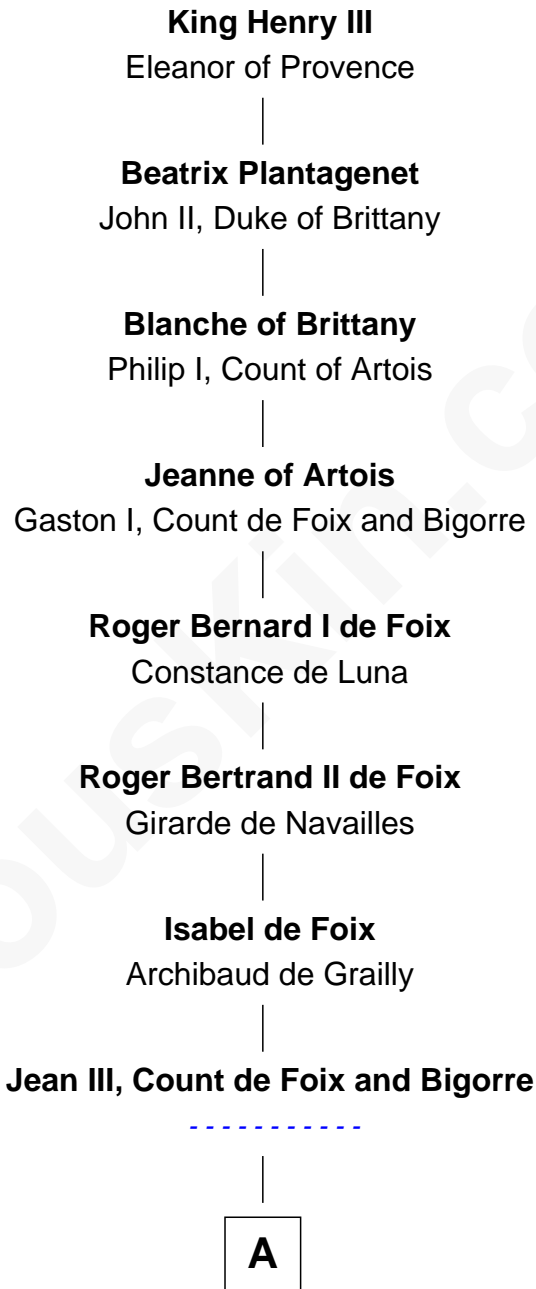 King Henry III
Eleanor of Provence
Beatrix Plantagenet
John II, Duke of Brittany
Blanche of Brittany
Philip I, Count of Artois
Jeanne of Artois
Gaston I, Count de Foix and Bigorre
Roger Bernard I de Foix
Constance de Luna
Roger Bertrand II de Foix
Girarde de Navailles
Isabel de Foix
Archibaud de Grailly
Jean III, Count de Foix and Bigorre
- - - - - - - - - - -
A